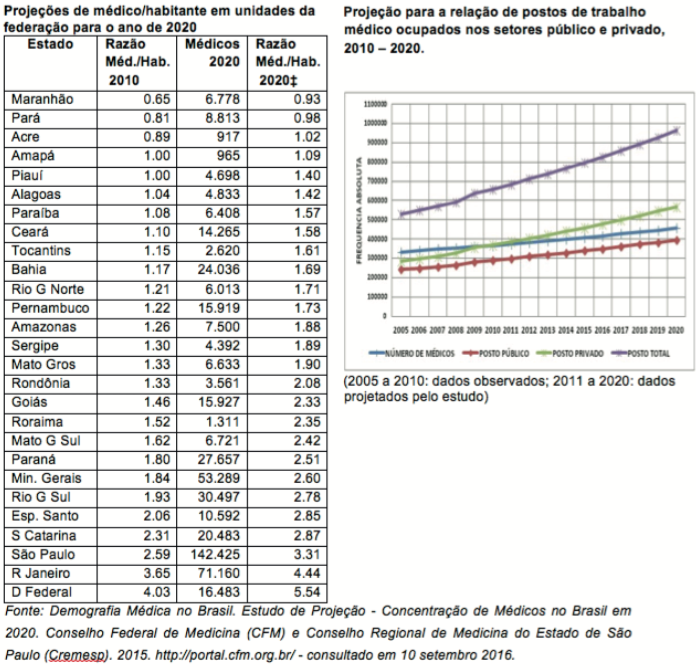 Projeções de médico/habitante em unidades da
federação para o ano de 2020
Estado Razão Méd./Hab. 2010 Médicos 2020 Razão Méd./Hab. 2020‡
Maranhão 0.65 6.778 0.93
Pará 0.81 8.813 0.98
Acre 0.89 917 1.02
Amapá 1.00 965 1.09
Piauí 1.00 4.698 1.40
Alagoas 1.04 4.833 1.42
Paraíba 1.08 6.408 1.57
Ceará 1.10 14.265 1.58
Tocantins 1.15 2.620 1.61
Bahia 1.17 24.036 1.69
Rio G Norte 1.21 6.013 1.71
Pernambuco 1.22 15.919 1.73
Amazonas 1.26 7.500 1.88
Sergipe 1.30 4.392 1.89
Mato Gros 1.33 6.633 1.90
Rondônia 1.33 3.561 2.08
Goiás 1.46 15.927 2.33
Roraima 1.52 1.311 2.35
Mato G Sul 1.62 6.721 2.42
Paraná 1.80 27.657 2.51
Min. Gerais 1.84 53.289 2.60
Rio G Sul 1.93 30.497 2.78
Esp. Santo 2.06 10.592 2.85
S Catarina 2.31 20.483 2.87
São Paulo 2.59 142.425 3.31
R Janeiro 3.65 71.160 4.44
D Federal 4.03 16.483 5.54
Projeção para a relação de postos de trabalho
médico ocupados nos setores público e privado,
2010 – 2020.
FREQUENCIA ABSOLUTA
1100000
1000000
900000
800000
700000
600000
500000
400000
300000
200000
100000
0
2005 2006 2007 2008 2009 2010 2011 2012 2013 2014 2015 2016 2017 2018 2019 2020
NÚMERO DE MÉDICOS POSTO PÚBLICO POSTO PRIVADO POSTO TOTAL
(2005 a 2010: dados observados; 2011 a 2020: dados
projetados pelo estudo)
Fonte: Demografia Médica no Brasil. Estudo de Projeção - Concentração de Médicos no Brasil em
2020. Conselho Federal de Medicina (CFM) e Conselho Regional de Medicina do Estado de São
Paulo (Cremesp). 2015. http://portal.cfm.org.br/ - consultado em 10 setembro 2016.